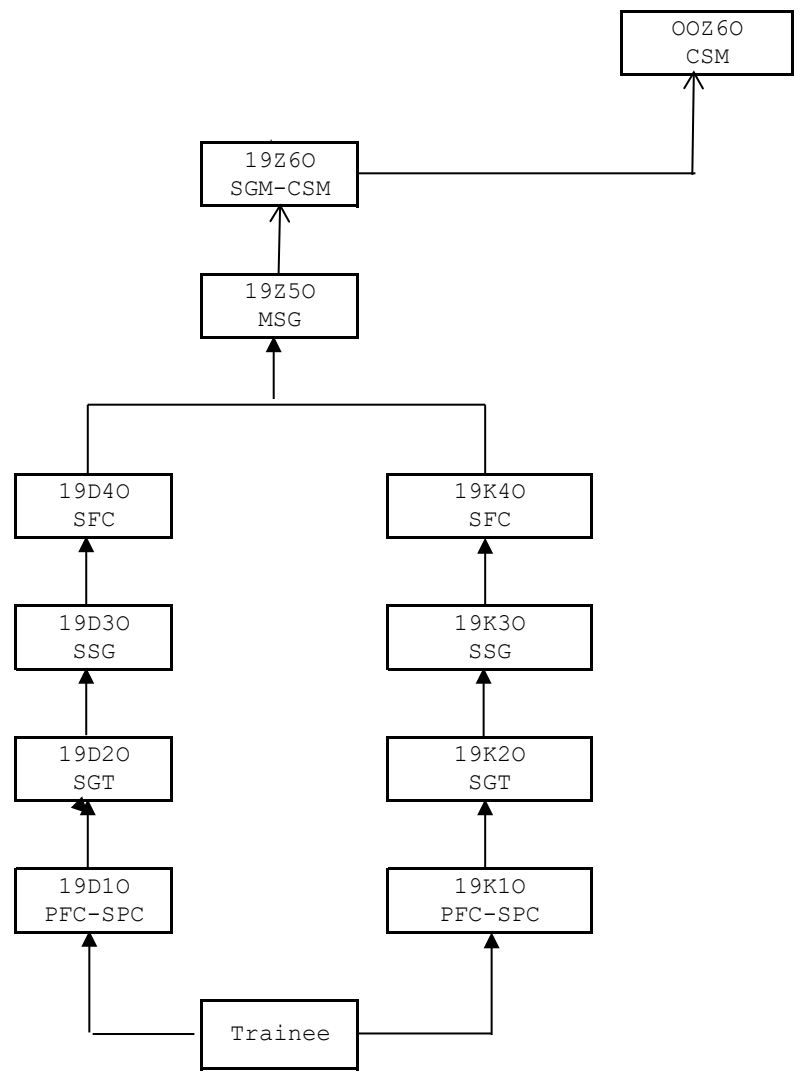 OOZ6O
CSM
19Z6O
SGM-CSM
19Z5O
MSG
19D4O
SFC
19K4O
SFC
19D3O
SSG
19K3O
SSG
19D2O
SGT
19K2O
SGT
19D1O
PFC-SPC
19K1O
PFC-SPC
Trainee